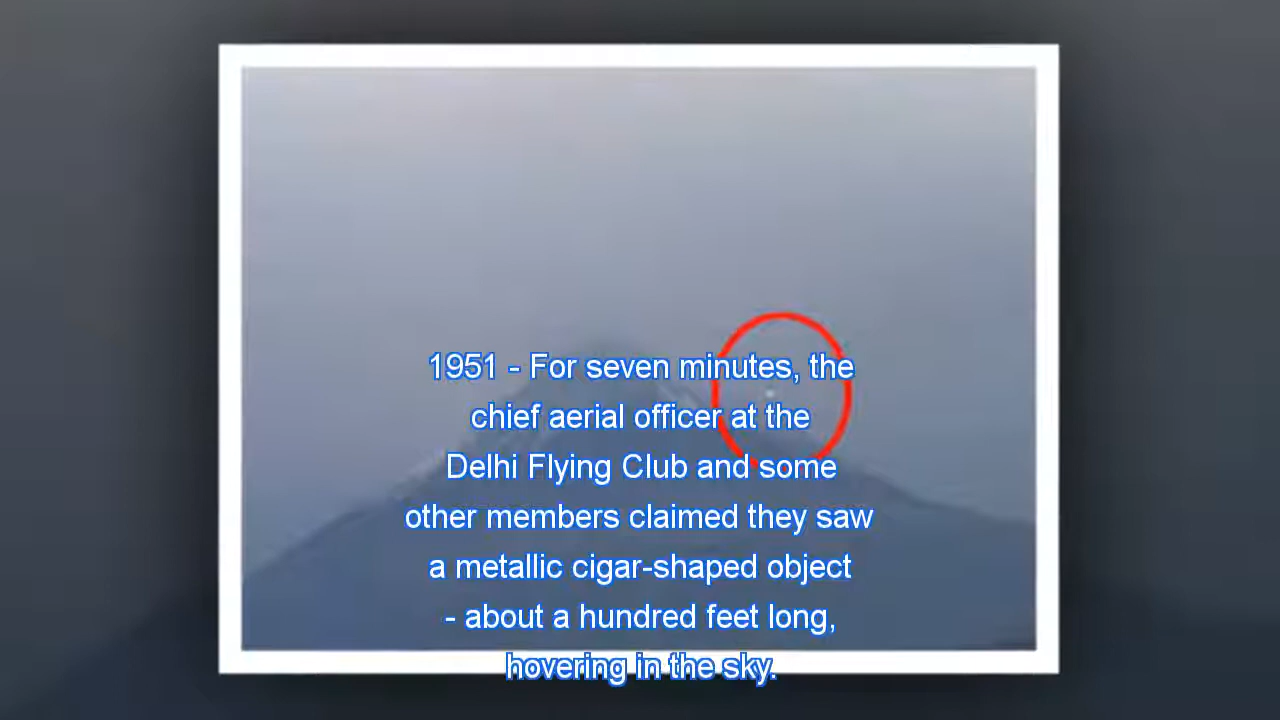 1951 - For seven minutes, the
chief aerial officer at the
Delhi Flying Club and some
other members claimed they saw
a metallic cigar-shaped object
- about a hundred feet long,
hovering in the sky.